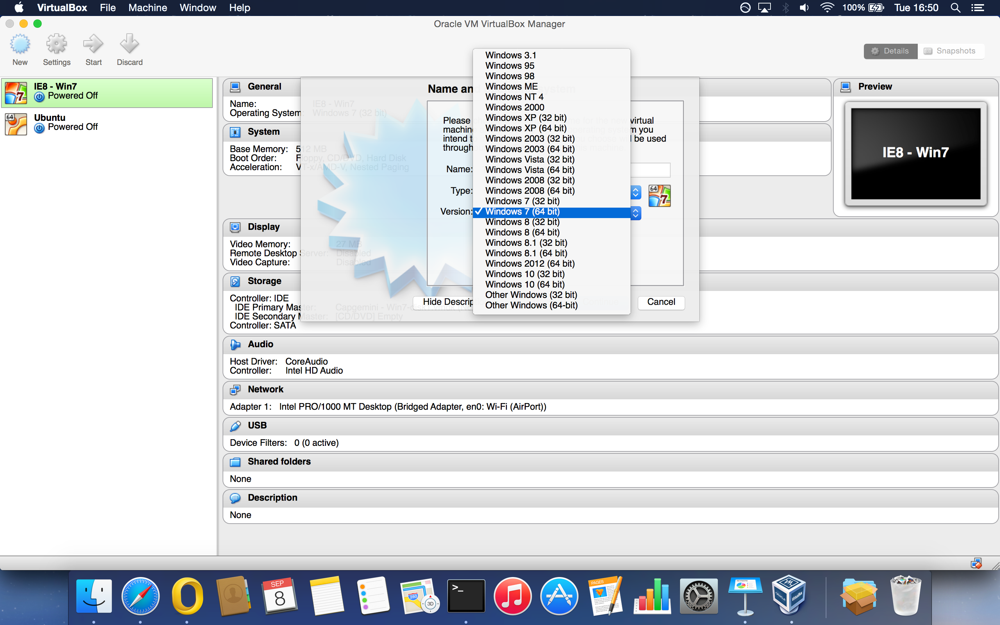 VirtualBox File Machine Window Help 100% Tue 16:50
Oracle VM VirtualBox Manager
New Settings Start Discard Details Snapshots
IE8 - Win7
Powered Off
Ubuntu
64
Powered Off
General
Name: IE8 - Win7
Operating System: Windows 7 (32 bit)
System
Base Memory: 512 MB
Boot Order: Floppy, CD/DVD, Hard Disk
Acceleration: VT-x/AMD-V, Nested Paging
Display
Video Memory: 27 MB
Remote Desktop Server: Disabled
Video Capture: Disabled
Storage
Controller: IDE
IDE Primary Master: Capgemini - Win7-disk1.vmdk (No
IDE Secondary Master: [CD/DVD] Empty
Controller: SATA
Audio
Host Driver: CoreAudio
Controller: Intel HD Audio
Network
Adapter 1: Intel PRO/1000 MT Desktop (Bridged Adapter, en0: Wi-Fi (AirPort))
USB
Device Filters: 0 (0 active)
Shared folders
None
Description
None
Name an system
Please me for the new virtual
machine operating system you
intend t u choose will be used
through his machine.
Name:
Type:
64
7
Version:
Hide Descrip
Continue
Cancel
Windows 3.1
Windows 95
Windows 98
Windows ME
Windows NT 4
Windows 2000
Windows XP (32 bit)
Windows XP (64 bit)
Windows 2003 (32 bit)
Windows 2003 (64 bit)
Windows Vista (32 bit)
Windows Vista (64 bit)
Windows 2008 (32 bit)
Windows 2008 (64 bit)
Windows 7 (32 bit)
✓ Windows 7 (64 bit)
Windows 8 (32 bit)
Windows 8 (64 bit)
Windows 8.1 (32 bit)
Windows 8.1 (64 bit)
Windows 2012 (64 bit)
Windows 10 (32 bit)
Windows 10 (64 bit)
Other Windows (32 bit)
Other Windows (64-bit)
Preview
IE8 - Win7
SEP
8
280
3D
>_
PAGES
KEYNOTE
ORACLE
VirtualBox